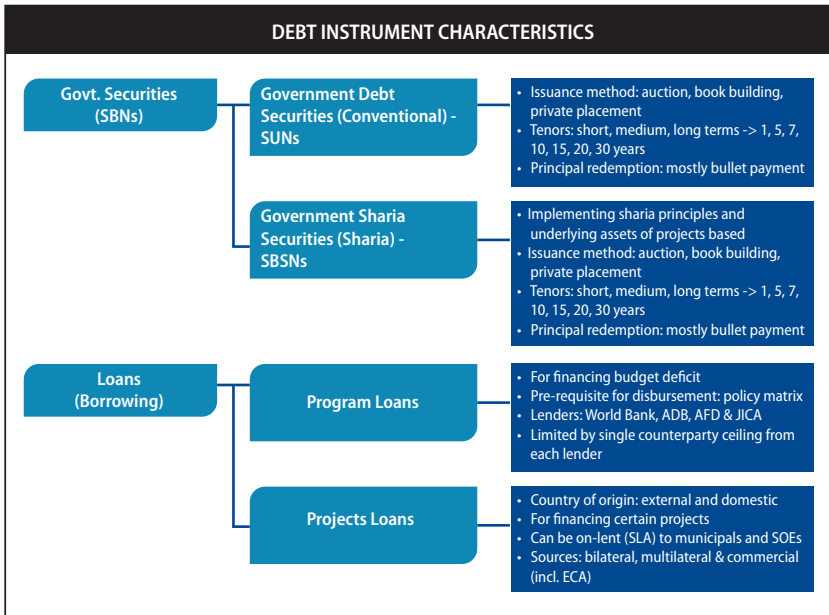 DEBT INSTRUMENT CHARACTERISTICS
Govt. Securities
(SBNs)
Government Debt
Securities (Conventional) -
SUNs
• Issuance method: auction, book building,
private placement
• Tenors: short, medium, long terms -> 1, 5, 7,
10, 15, 20, 30 years
• Principal redemption: mostly bullet payment
Government Sharia
Securities (Sharia) -
SBSNs
• Implementing sharia principles and
underlying assets of projects based
• Issuance method: auction, book building,
private placement
• Tenors: short, medium, long terms -> 1, 5, 7,
10, 15, 20, 30 years
• Principal redemption: mostly bullet payment
Loans
(Borrowing)
Program Loans
• For financing budget deficit
• Pre-requisite for disbursement: policy matrix
• Lenders: World Bank, ADB, AFD & JICA
• Limited by single counterparty ceiling from
each lender
Projects Loans
• Country of origin: external and domestic
• For financing certain projects
• Can be on-lent (SLA) to municipals and SOEs
• Sources: bilateral, multilateral & commercial
(incl. ECA)